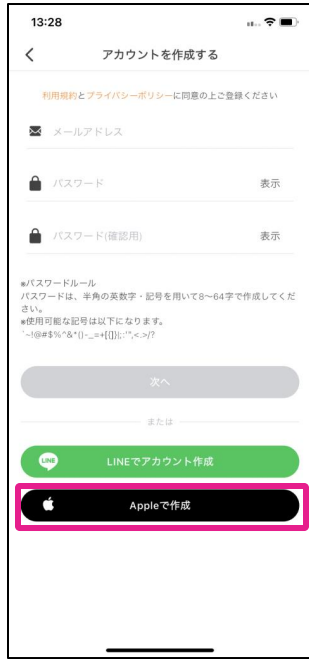 13:28
アカウントを作成する
利用規約とプライバシーポリシーに同意の上ご登録ください
メールアドレス
パスワード 表示
パスワード(確認用) 表示
※パスワードルール
パスワードは、半角の英数字・記号を用いて8〜64字で作成してくだ
さい。
※使用可能な記号は以下になります。
`~!@#$%^&*()-_=+[{]}|;:'",<.>/?
次へ
または
LINE LINEでアカウント作成
Appleで作成